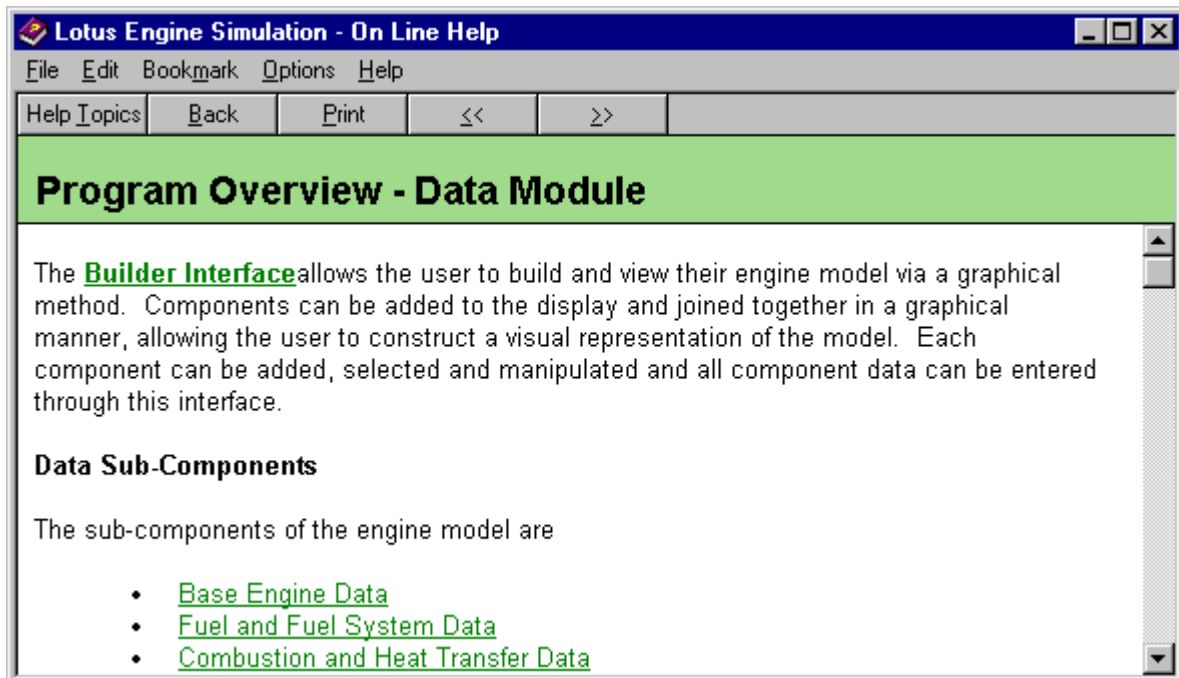 Lotus Engine Simulation - On Line Help
File Edit Bookmark Options Help
Help Topics Back Print << >>
Program Overview - Data Module
The Builder Interfaceallows the user to build and view their engine model via a graphical
method.  Components can be added to the display and joined together in a graphical
manner, allowing the user to construct a visual representation of the model.  Each
component can be added, selected and manipulated and all component data can be entered
through this interface.
Data Sub-Components
The sub-components of the engine model are
• Base Engine Data
• Fuel and Fuel System Data
• Combustion and Heat Transfer Data